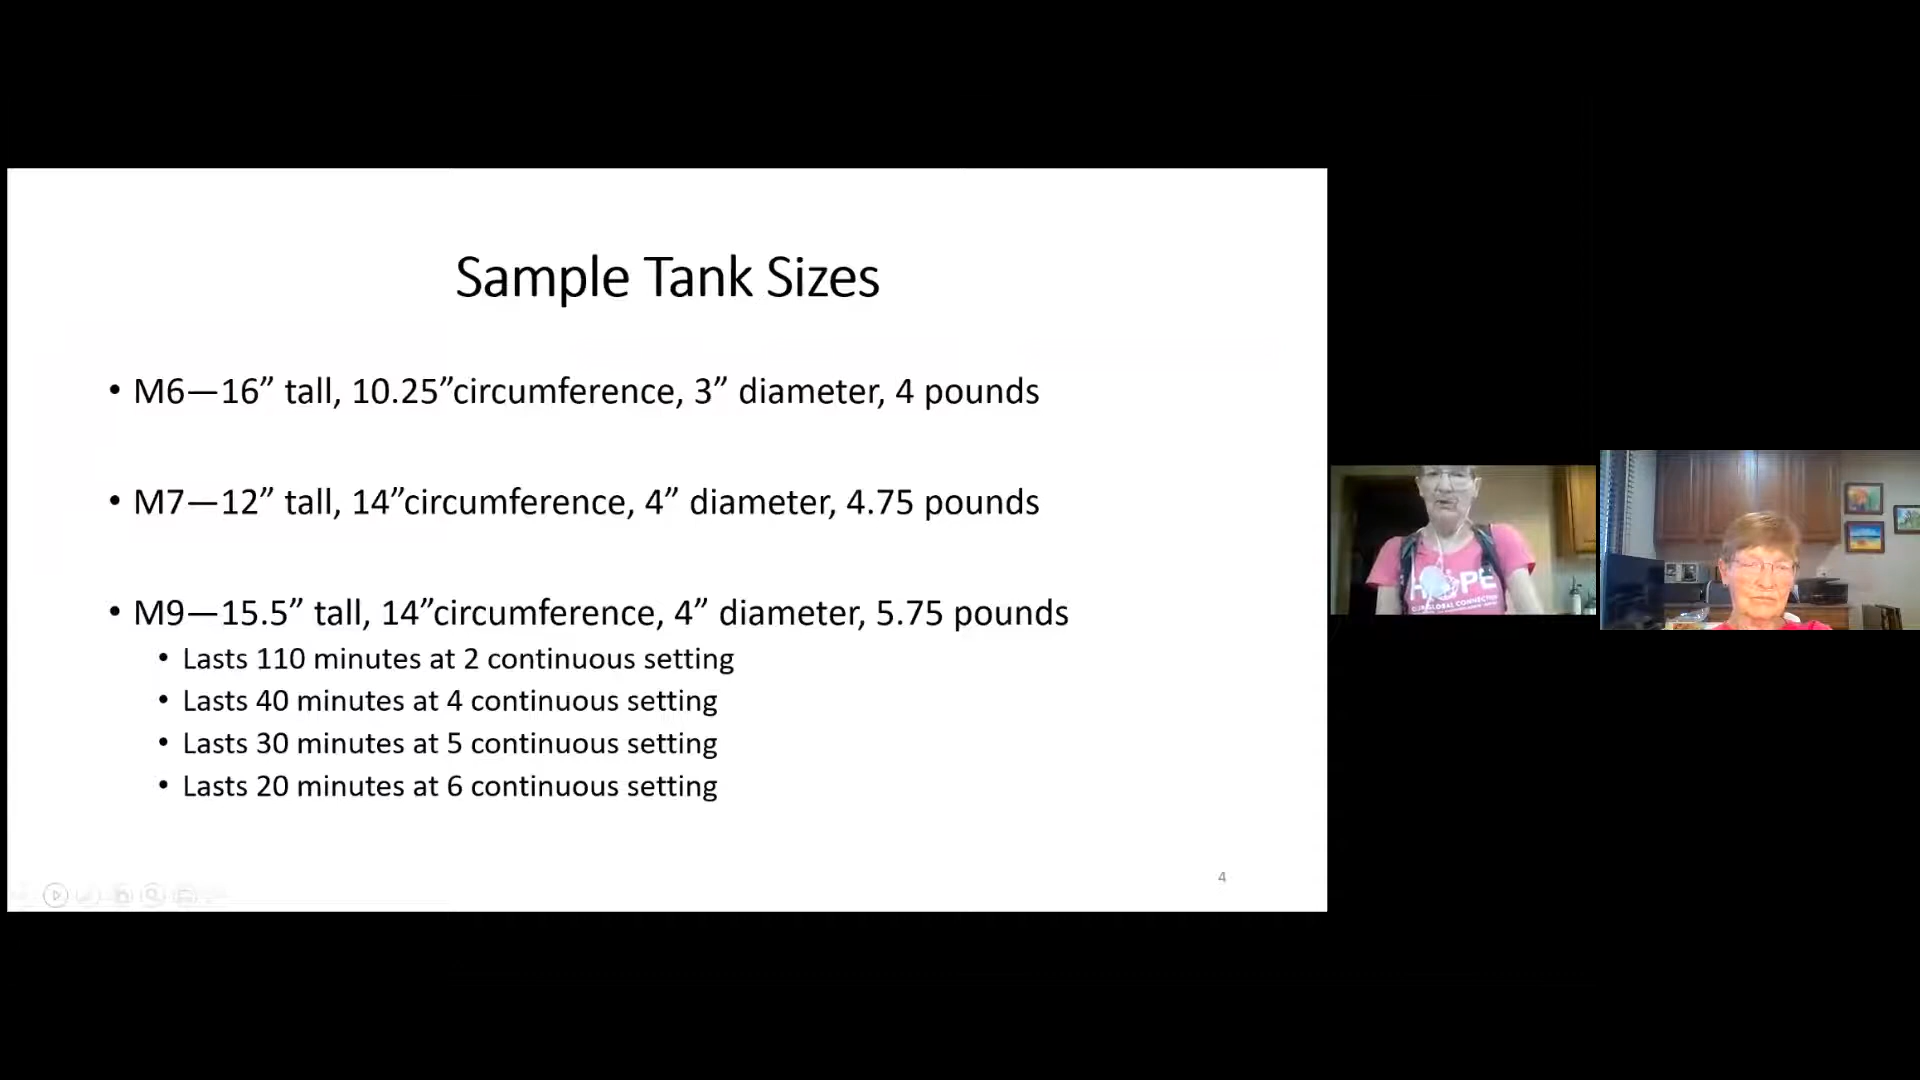 Sample Tank Sizes
• M6—16” tall, 10.25”circumference, 3” diameter, 4 pounds
• M7—12” tall, 14”circumference, 4” diameter, 4.75 pounds
• M9—15.5” tall, 14”circumference, 4” diameter, 5.75 pounds
• Lasts 110 minutes at 2 continuous setting
• Lasts 40 minutes at 4 continuous setting
• Lasts 30 minutes at 5 continuous setting
• Lasts 20 minutes at 6 continuous setting
4
HOPE
GLOBAL CONNECTION